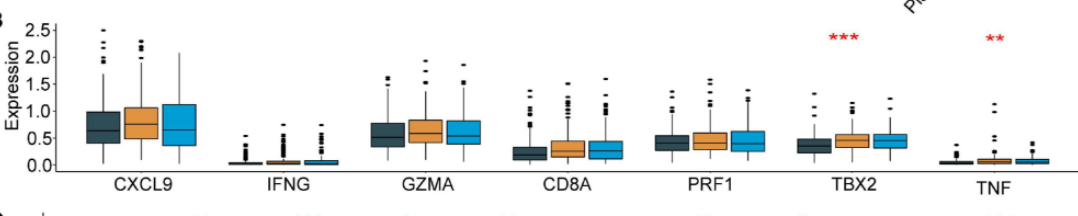 B
Expression
2.5
2.0
1.5
1.0
0.5
0.0
***
**
CXCL9 IFNG GZMA CD8A PRF1 TBX2 TNF